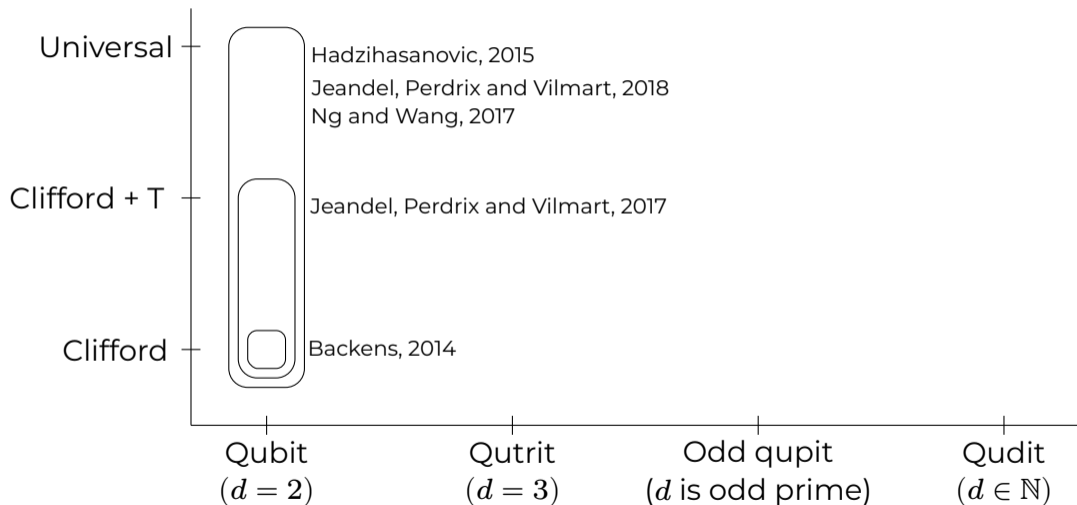 Universal
Hadzihasanovic, 2015
Jeandel, Perdrix and Vilmart, 2018
Ng and Wang, 2017
Clifford + T
Jeandel, Perdrix and Vilmart, 2017
Clifford
Backens, 2014
Qubit
(d = 2)
Qutrit
(d = 3)
Odd qupit
(d is odd prime)
Qudit
(d ∈ ℕ)